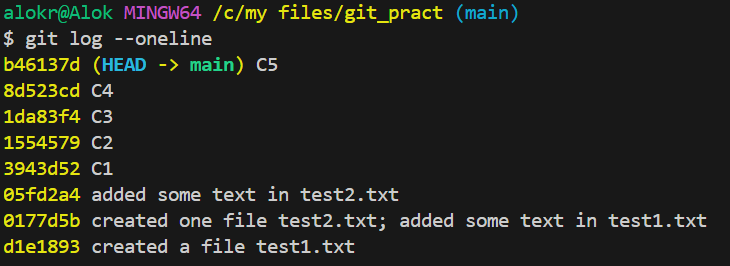 alokr@Alok MINGW64 /c/my files/git_pract (main)
$ git log --oneline
b46137d (HEAD -> main) C5
8d523cd C4
1da83f4 C3
1554579 C2
3943d52 C1
05fd2a4 added some text in test2.txt
0177d5b created one file test2.txt; added some text in test1.txt
d1e1893 created a file test1.txt